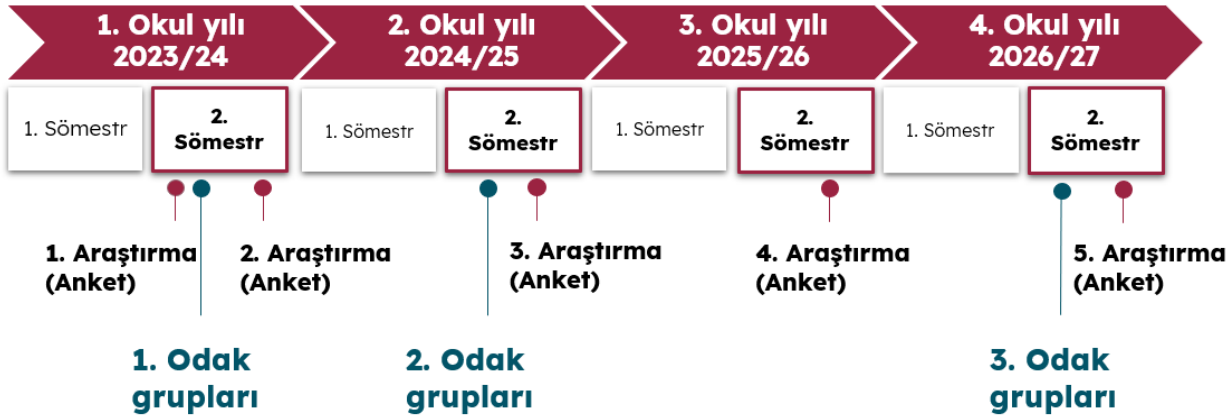 1. Okul yılı
2023/24
2. Okul yılı
2024/25
3. Okul yılı
2025/26
4. Okul yılı
2026/27
1. Sömestr
2.
Sömestr
1. Sömestr
2.
Sömestr
1. Sömestr
2.
Sömestr
1. Sömestr
2.
Sömestr
1. Araştırma
(Anket)
2. Araştırma
(Anket)
3. Araştırma
(Anket)
4. Araştırma
(Anket)
5. Araştırma
(Anket)
1. Odak
grupları
2. Odak
grupları
3. Odak
grupları